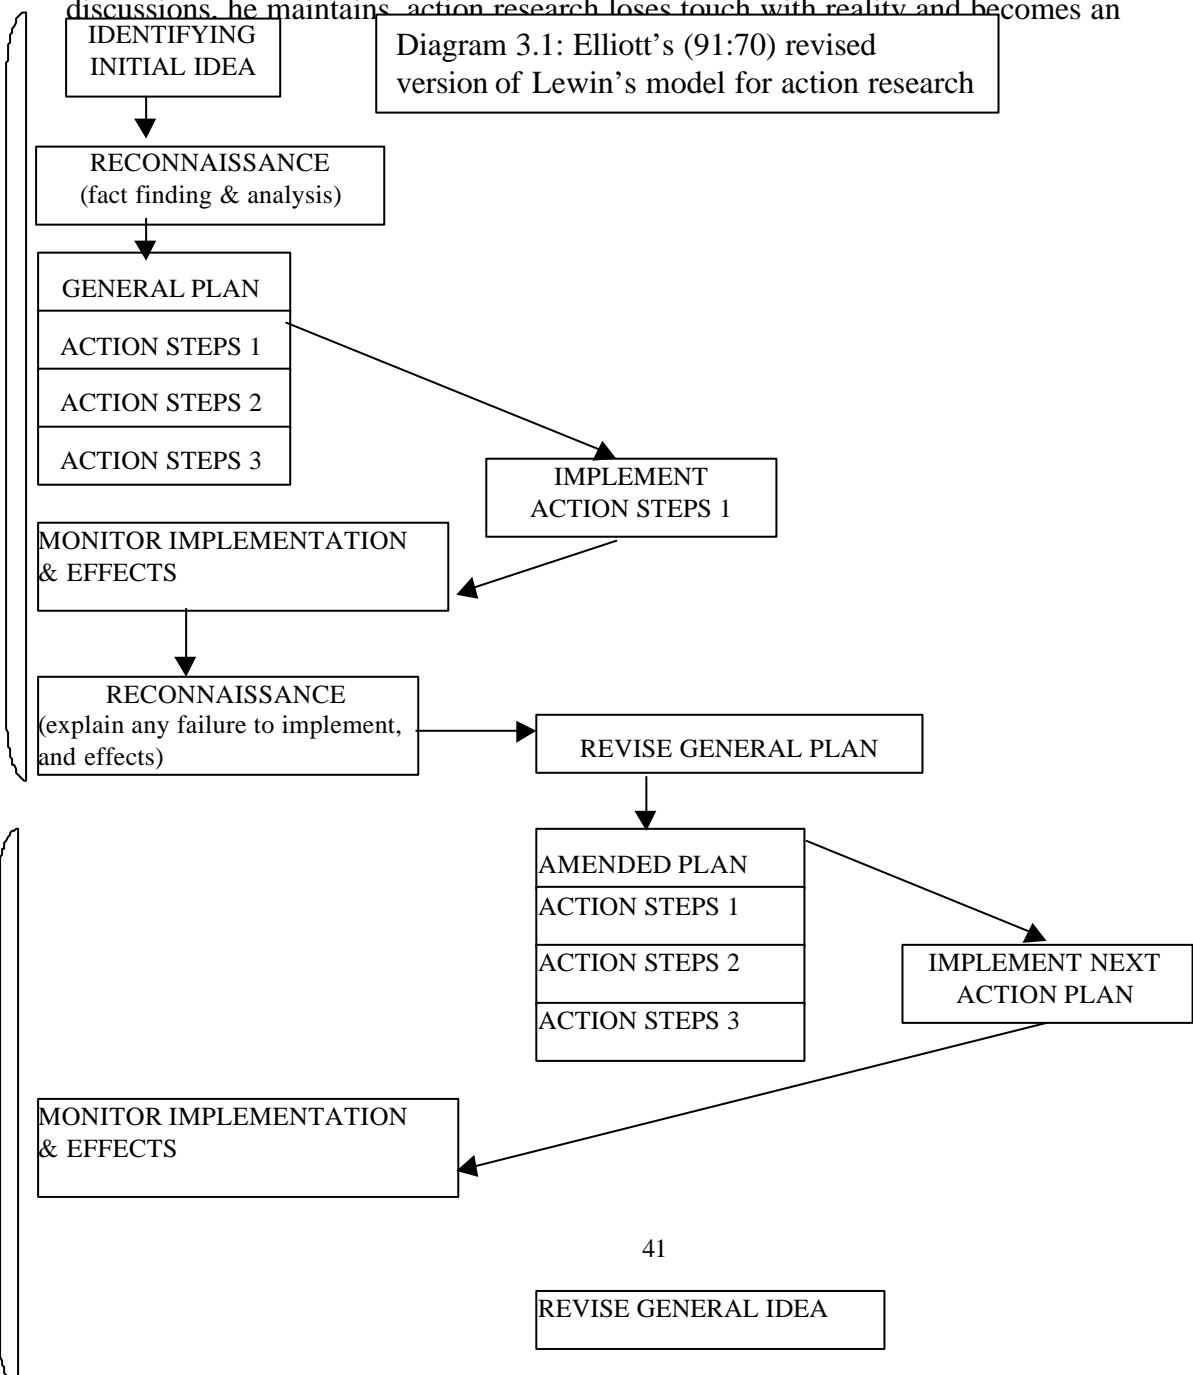 discussions, he maintains, action research loses touch with reality and becomes an
IDENTIFYING
INITIAL IDEA
Diagram 3.1: Elliott's (91:70) revised
version of Lewin's model for action research
RECONNAISSANCE
(fact finding & analysis)
GENERAL PLAN
ACTION STEPS 1
ACTION STEPS 2
ACTION STEPS 3
IMPLEMENT
ACTION STEPS 1
MONITOR IMPLEMENTATION
& EFFECTS
RECONNAISSANCE
(explain any failure to implement,
and effects)
REVISE GENERAL PLAN
AMENDED PLAN
ACTION STEPS 1
ACTION STEPS 2
ACTION STEPS 3
IMPLEMENT NEXT
ACTION PLAN
MONITOR IMPLEMENTATION
& EFFECTS
41
REVISE GENERAL IDEA